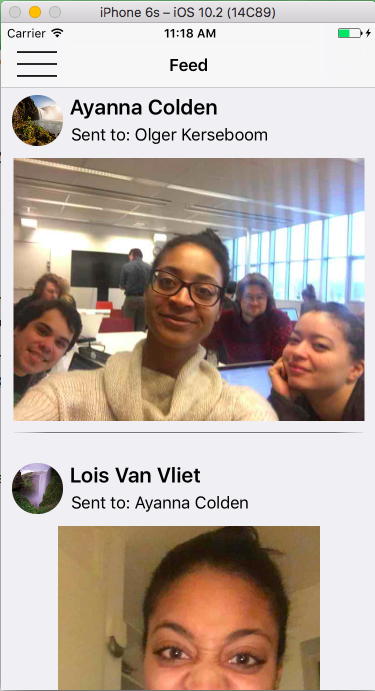 iPhone 6s – iOS 10.2 (14C89)
Carrier 11:18 AM
Feed
Ayanna Colden
Sent to: Olger Kerseboom
Lois Van Vliet
Sent to: Ayanna Colden